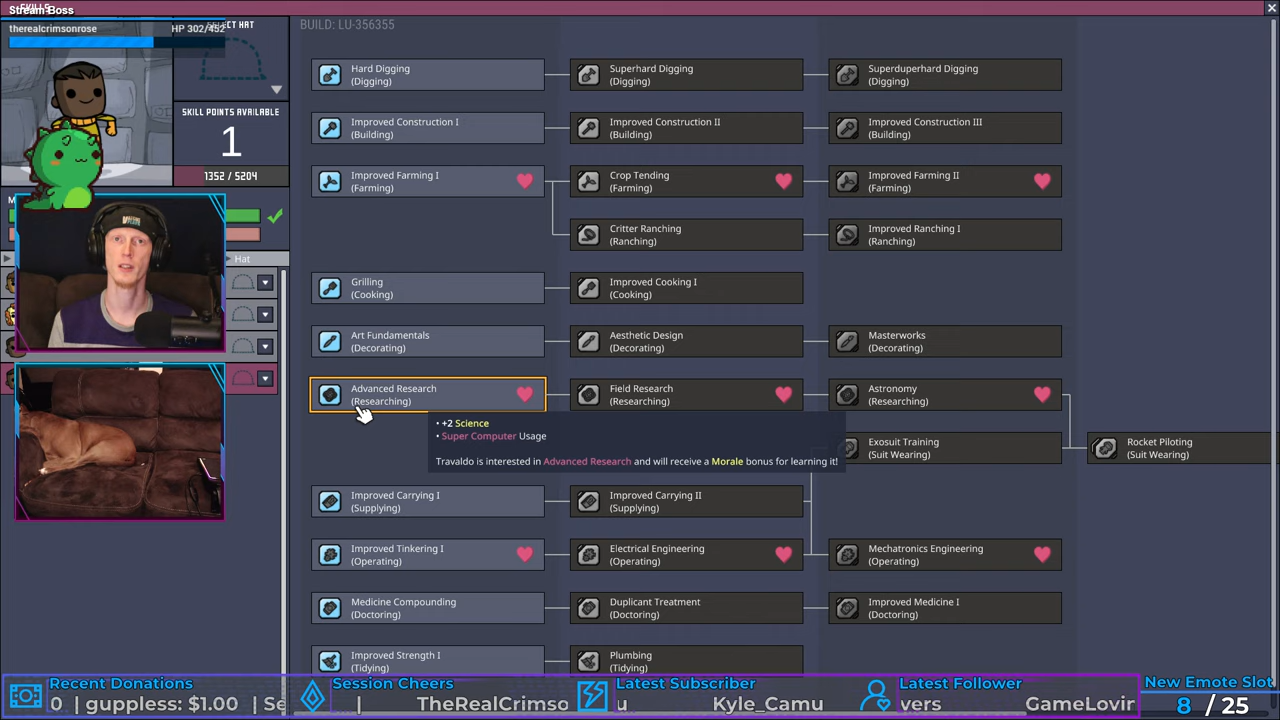 Stream Boss
therealcrimsonrose
HP 302/452
SELECT HAT
SKILL POINTS AVAILABLE
1
1352 / 5204
Hat
BUILD: LU-356355
Hard Digging
(Digging)
Superhard Digging
(Digging)
Superduperhard Digging
(Digging)
Improved Construction I
(Building)
Improved Construction II
(Building)
Improved Construction III
(Building)
Improved Farming I
(Farming)
Crop Tending
(Farming)
Improved Farming II
(Farming)
Critter Ranching
(Ranching)
Improved Ranching I
(Ranching)
Grilling
(Cooking)
Improved Cooking I
(Cooking)
Art Fundamentals
(Decorating)
Aesthetic Design
(Decorating)
Masterworks
(Decorating)
Advanced Research
(Researching)
Field Research
(Researching)
Astronomy
(Researching)
• +2 Science
• Super Computer Usage
Travaldo is interested in Advanced Research and will receive a Morale bonus for learning it!
Exosuit Training
(Suit Wearing)
Rocket Piloting
(Suit Wearing)
Improved Carrying I
(Supplying)
Improved Carrying II
(Supplying)
Improved Tinkering I
(Operating)
Electrical Engineering
(Operating)
Mechatronics Engineering
(Operating)
Medicine Compounding
(Doctoring)
Duplicant Treatment
(Doctoring)
Improved Medicine I
(Doctoring)
Improved Strength I
(Tidying)
Plumbing
(Tidying)
Recent Donations
0 | guppless: $1.00 | Se
Session Cheers
| TheRealCrimso
Latest Subscriber
u Kyle_Camu
Latest Follower
vers GameLovin
New Emote Slot
8 / 25